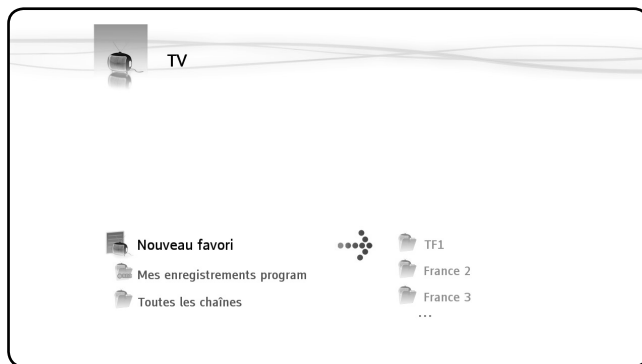 TV
Nouveau favori
Mes enregistrements program
Toutes les chaînes
TF1
France 2
France 3
...